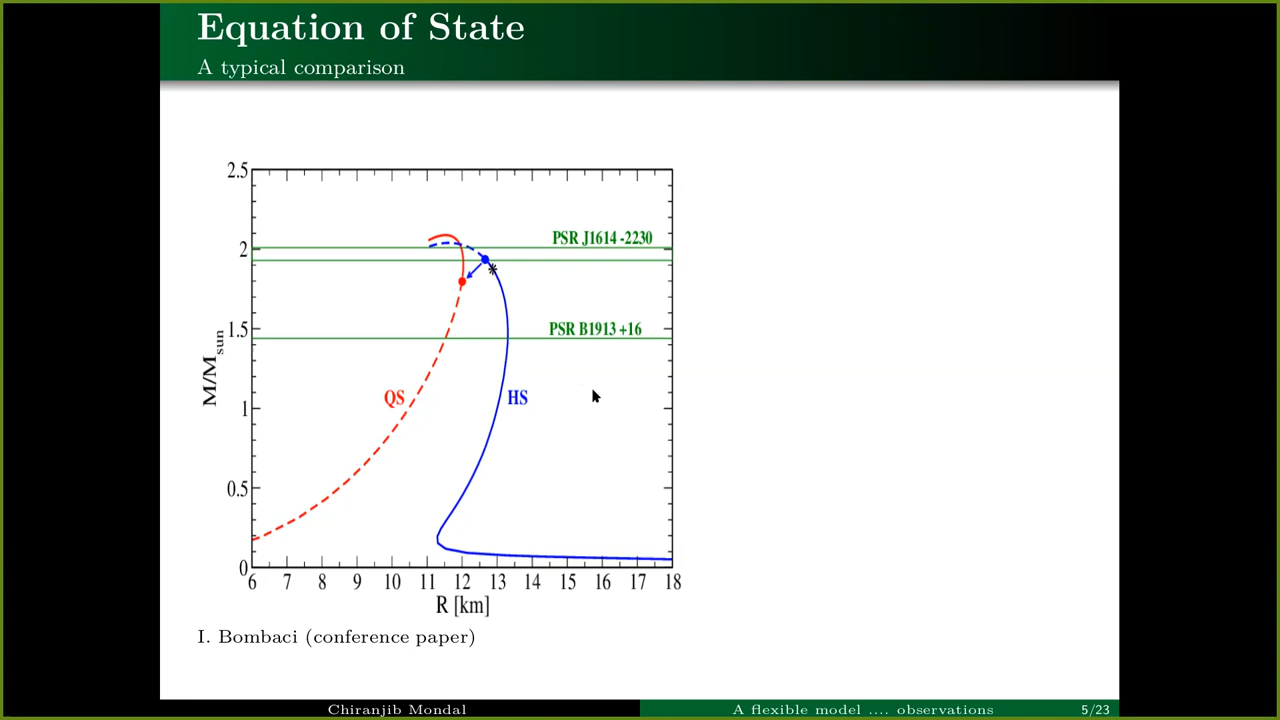 Equation of State
A typical comparison
2.5
2
1.5
1
0.5
0
M/Msun
PSR J1614 -2230
PSR B1913 +16
QS
HS
6 7 8 9 10 11 12 13 14 15 16 17 18
R [km]
I. Bombaci (conference paper)
Chiranjib Mondal
A flexible model .... observations
5/23